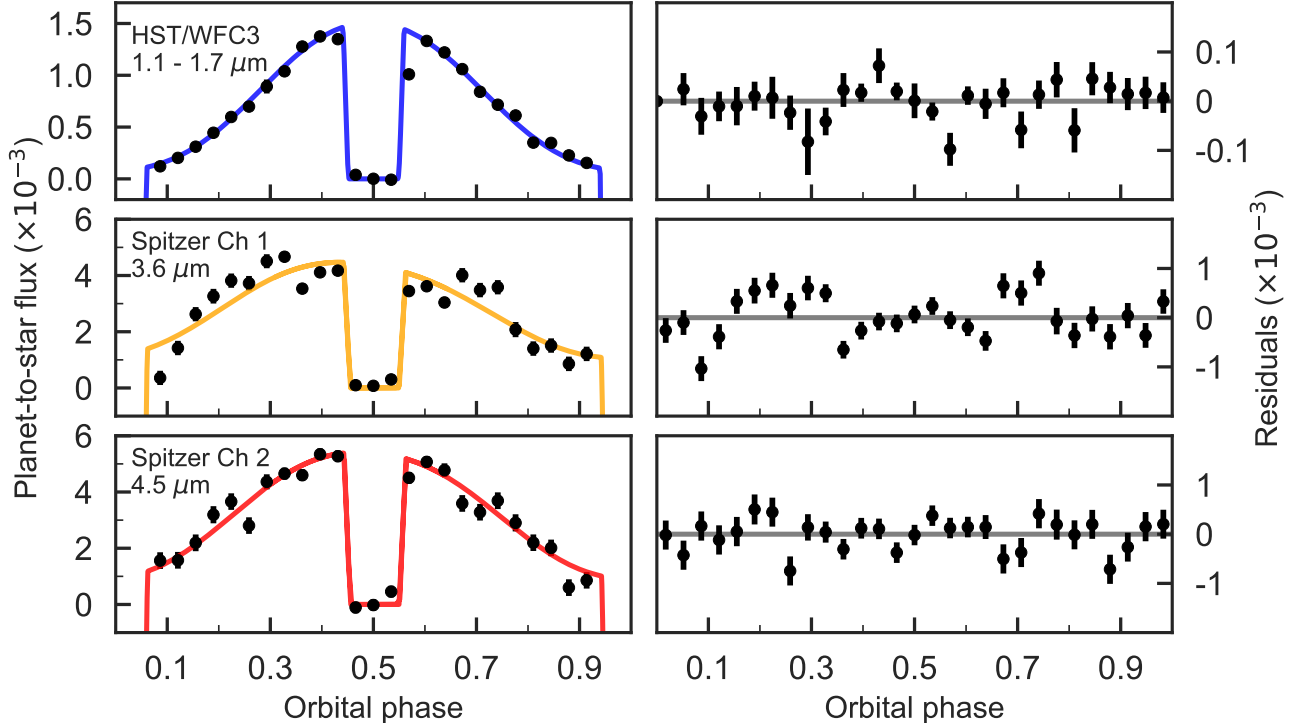 Planet-to-star flux (×10⁻³)
HST/WFC3
1.1 - 1.7 μm
1.5
1.0
0.5
0.0
Spitzer Ch 1
3.6 μm
6
4
2
0
Spitzer Ch 2
4.5 μm
6
4
2
0
0.1 0.3 0.5 0.7 0.9
Orbital phase
0.1
0
-0.1
1
0
-1
1
0
-1
0.1 0.3 0.5 0.7 0.9
Orbital phase
Residuals (×10⁻³)